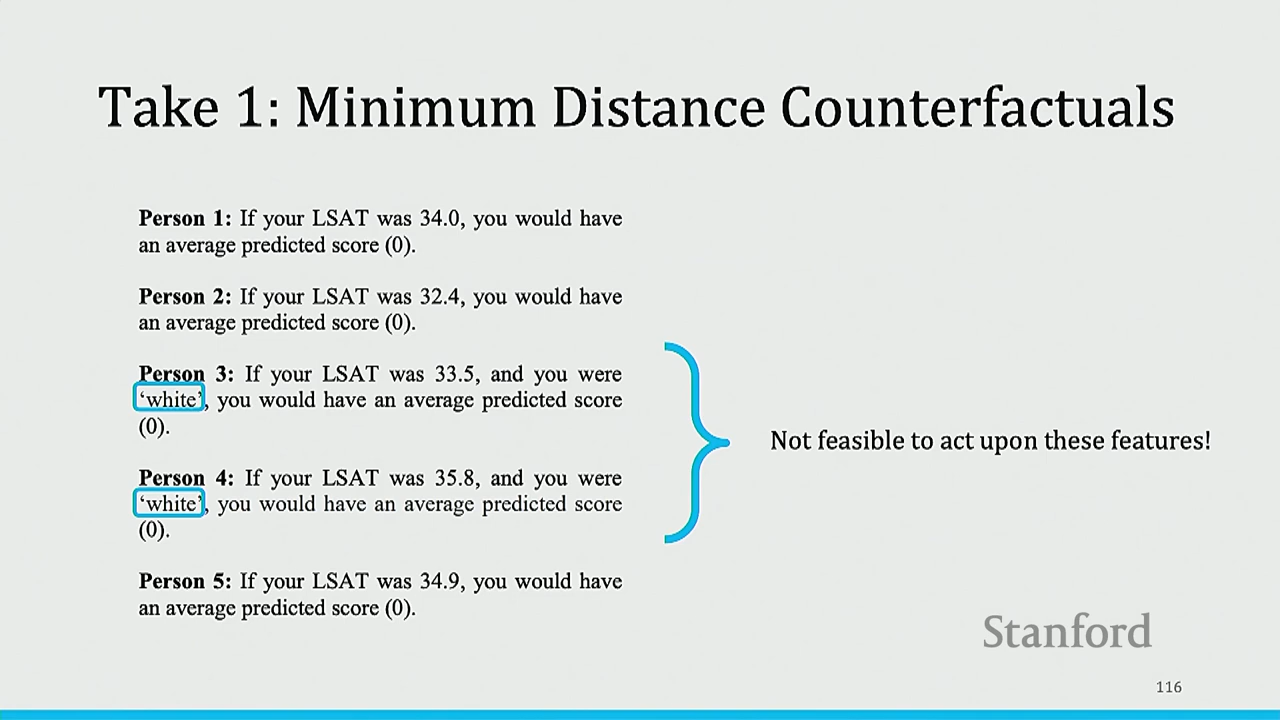 Take 1: Minimum Distance Counterfactuals
Person 1: If your LSAT was 34.0, you would have
an average predicted score (0).
Person 2: If your LSAT was 32.4, you would have
an average predicted score (0).
Person 3: If your LSAT was 33.5, and you were
‘white’, you would have an average predicted score
(0).
Person 4: If your LSAT was 35.8, and you were
‘white’, you would have an average predicted score
(0).
Person 5: If your LSAT was 34.9, you would have
an average predicted score (0).
Not feasible to act upon these features!
Stanford
116